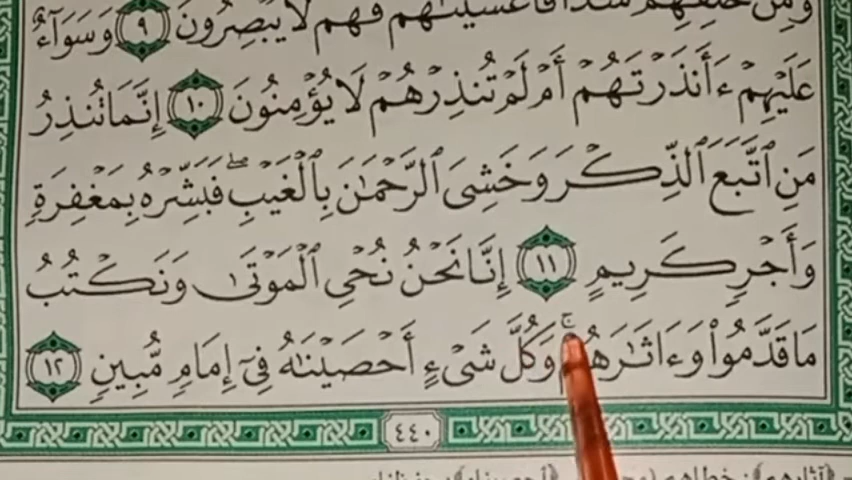 فَهُمْ لَا يُبْصِرُونَ ٩ وَسَوَآءٌ
عَلَيْهِمْ ءَأَنذَرْتَهُمْ أَمْ لَمْ تُنذِرْهُمْ لَا يُؤْمِنُونَ ١٠ إِنَّمَا تُنذِرُ
مَنِ ٱتَّبَعَ ٱلذِّكْرَ وَخَشِىَ ٱلرَّحْمَٰنَ بِٱلْغَيْبِ ۖ فَبَشِّرْهُ بِمَغْفِرَةٍ
وَأَجْرٍ كَرِيمٍ ١١ إِنَّا نَحْنُ نُحْىِ ٱلْمَوْتَىٰ وَنَكْتُبُ
مَا قَدَّمُوا۟ وَءَاثَٰرَهُمْ ۚ وَكُلَّ شَىْءٍ أَحْصَيْنَٰهُ فِىٓ إِمَامٍ مُّبِينٍ ١٢
٤٤٠